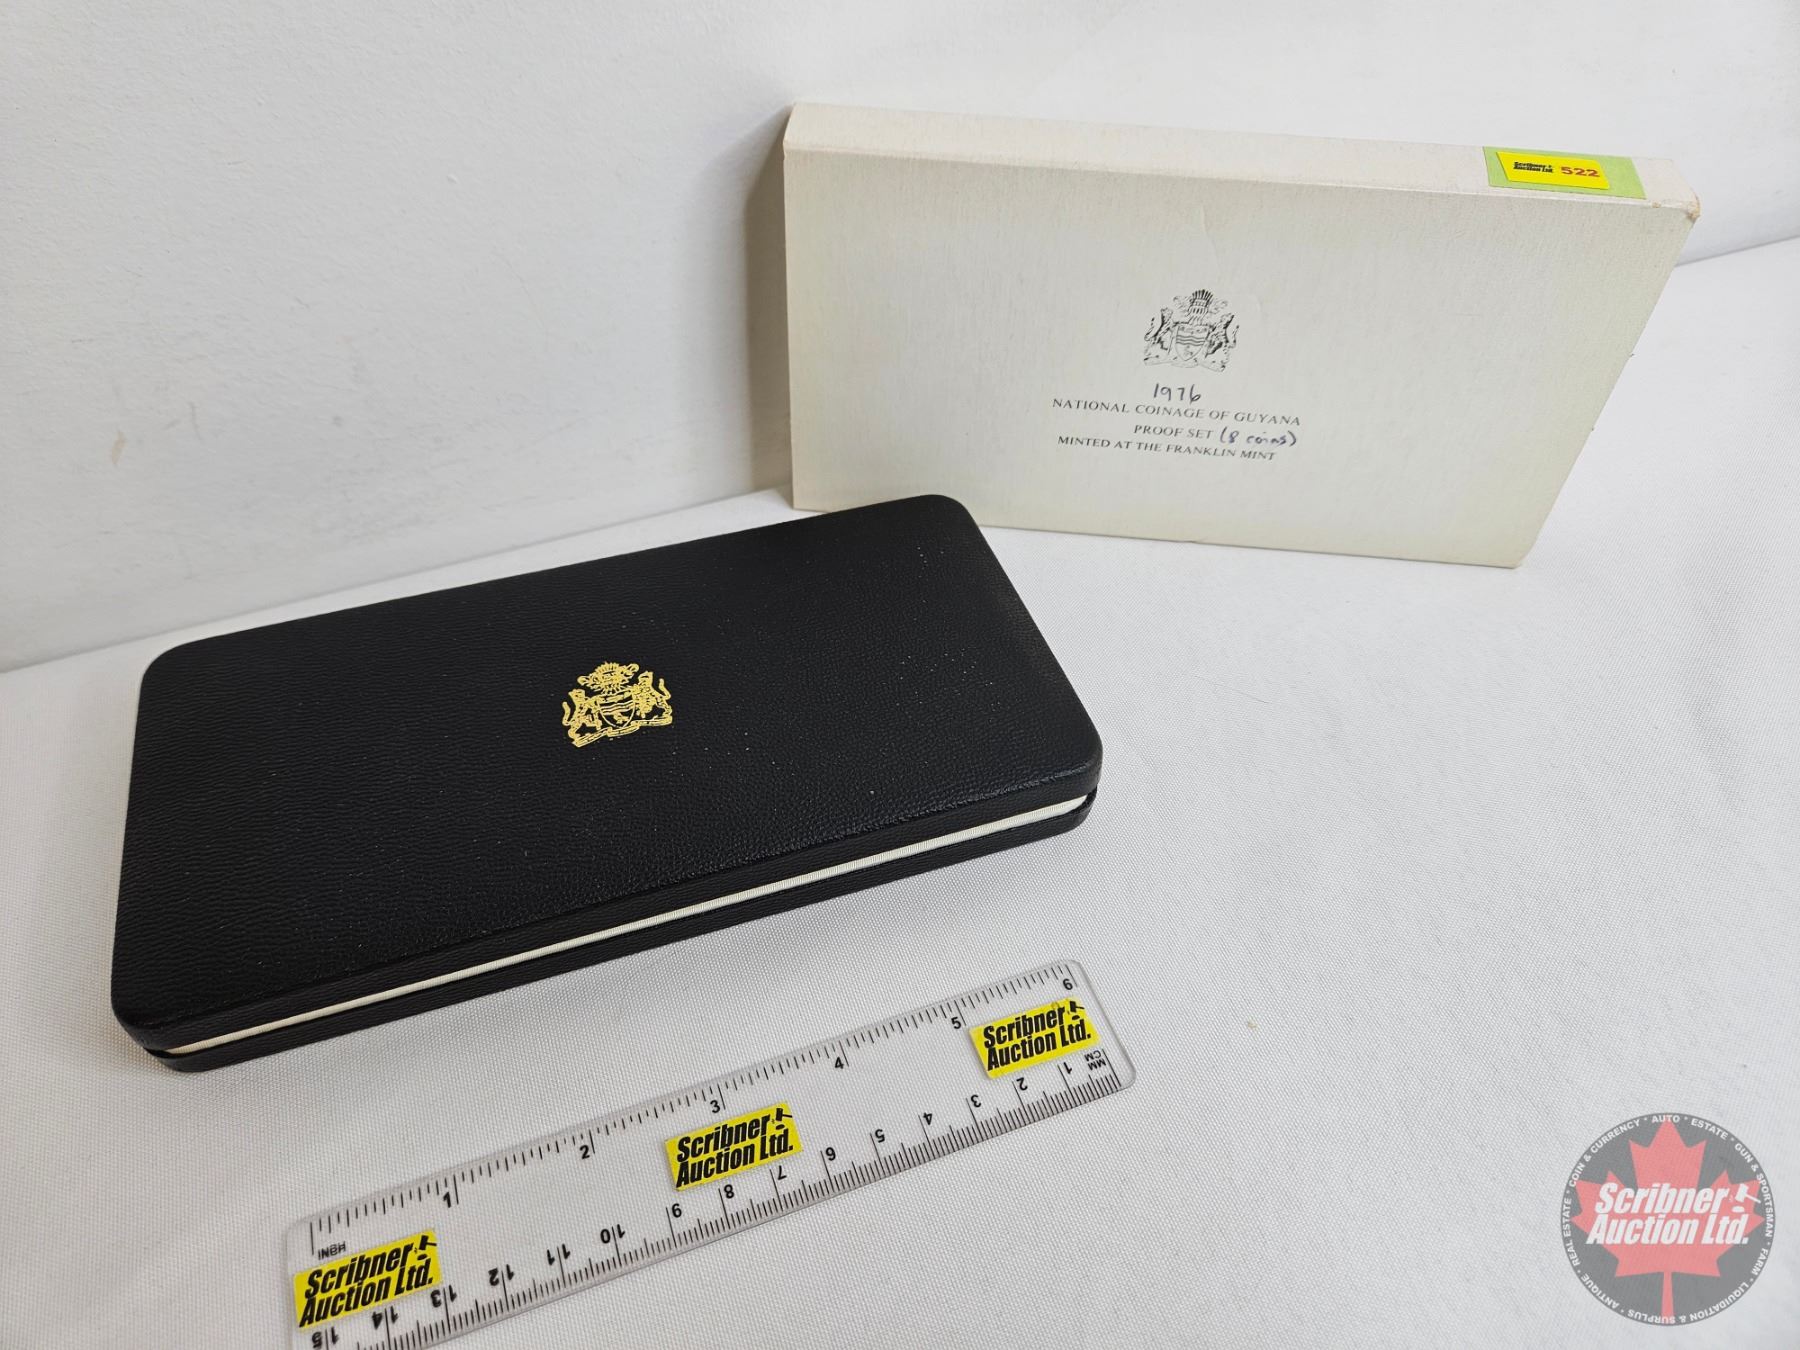 Scribner
Auction Ltd. 522
1976
NATIONAL COINAGE OF GUYANA
PROOF SET (8 coins)
MINTED AT THE FRANKLIN MINT
1 2 3 4 5 6
INCH
Scribner
Auction Ltd.
Scribner
Auction Ltd.
Scribner
Auction Ltd.
MM
CM
1 2 3 4 5 6 7 8 9 10 11 12 13 14 15
COIN & CURRENCY • AUTO • ESTATE • GUN & SPORTSMAN • FARM • LIQUIDATION & SURPLUS • ANTIQUE • REAL ESTATE
Scribner
Auction Ltd.